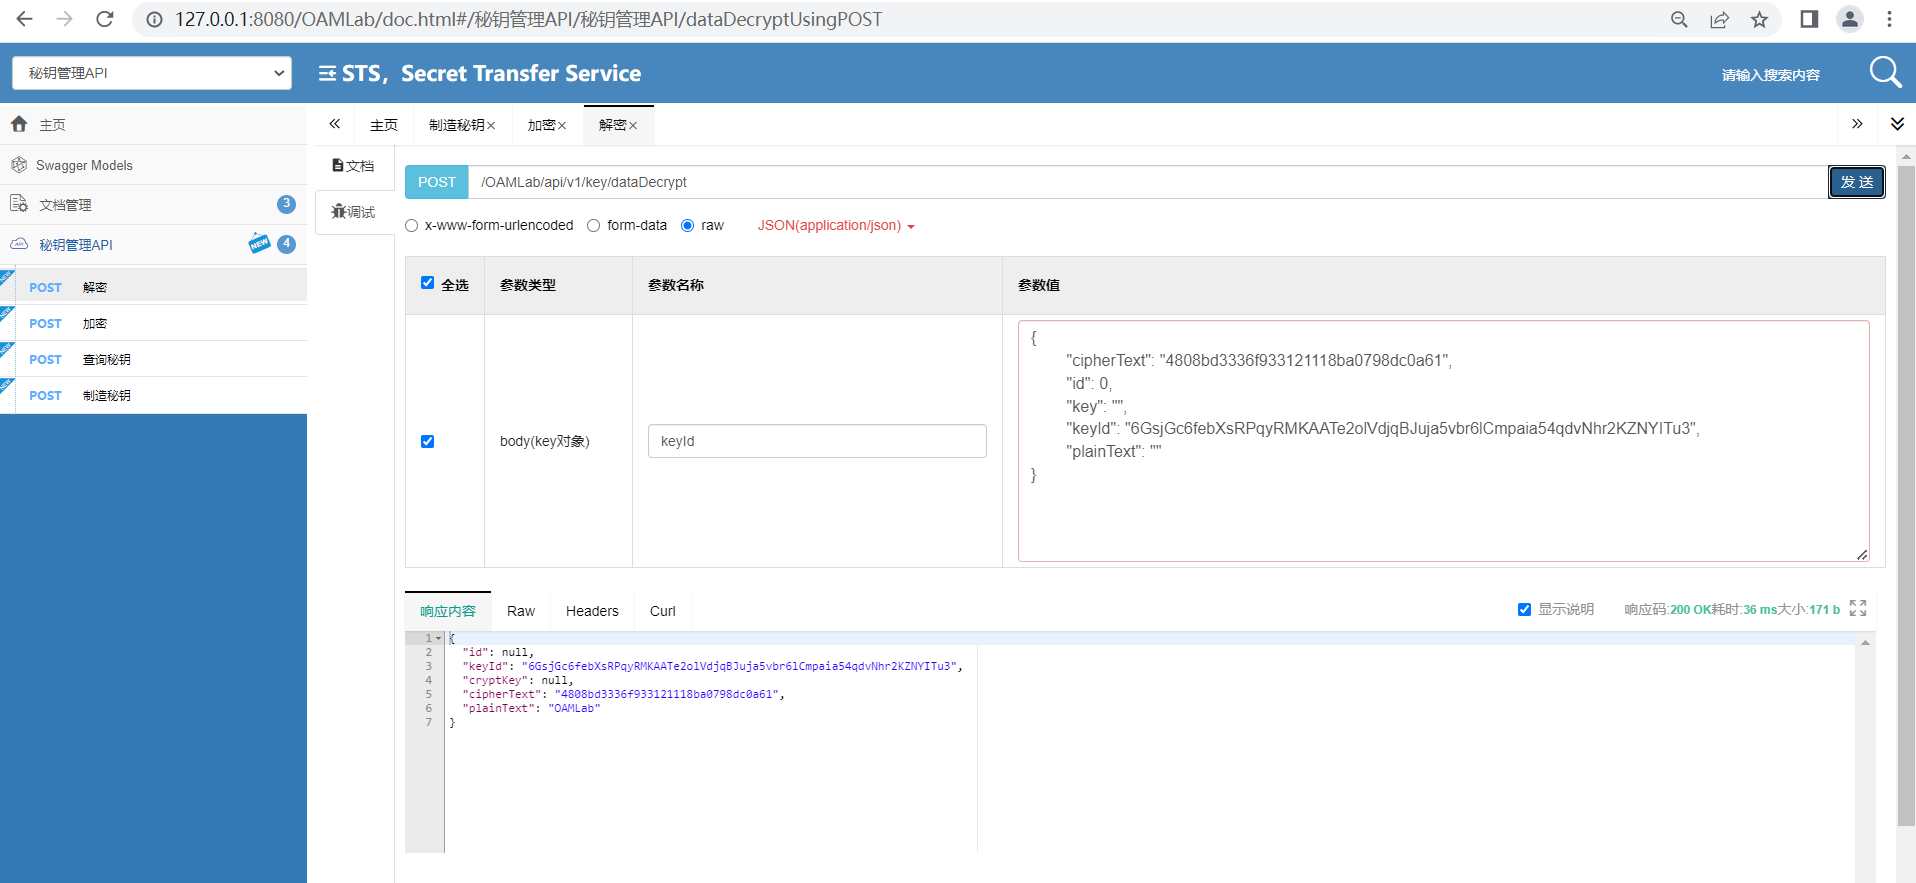 127.0.0.1:8080/OAMLab/doc.html#/秘钥管理API/秘钥管理API/dataDecryptUsingPOST
秘钥管理API
STS，Secret Transfer Service
请输入搜索内容
主页
Swagger Models
文档管理 3
秘钥管理API NEW 4
NEW POST 解密
NEW POST 加密
NEW POST 查询秘钥
NEW POST 制造秘钥
主页 制造秘钥× 加密× 解密×
文档
调试
POST /OAMLab/api/v1/key/dataDecrypt 发 送
x-www-form-urlencoded form-data raw JSON(application/json)
全选 参数类型 参数名称 参数值
body(key对象) keyId
{
"cipherText": "4808bd3336f933121118ba0798dc0a61",
"id": 0,
"key": "",
"keyId": "6GsjGc6febXsRPqyRMKAATe2olVdjqBJuja5vbr6lCmpaia54qdvNhr2KZNYITu3",
"plainText": ""
}
响应内容 Raw Headers Curl
显示说明 响应码:200 OK耗时:36 ms大小:171 b
1 {
2 "id": null,
3 "keyId": "6GsjGc6febXsRPqyRMKAATe2olVdjqBJuja5vbr6lCmpaia54qdvNhr2KZNYITu3",
4 "cryptKey": null,
5 "cipherText": "4808bd3336f933121118ba0798dc0a61",
6 "plainText": "OAMLab"
7 }